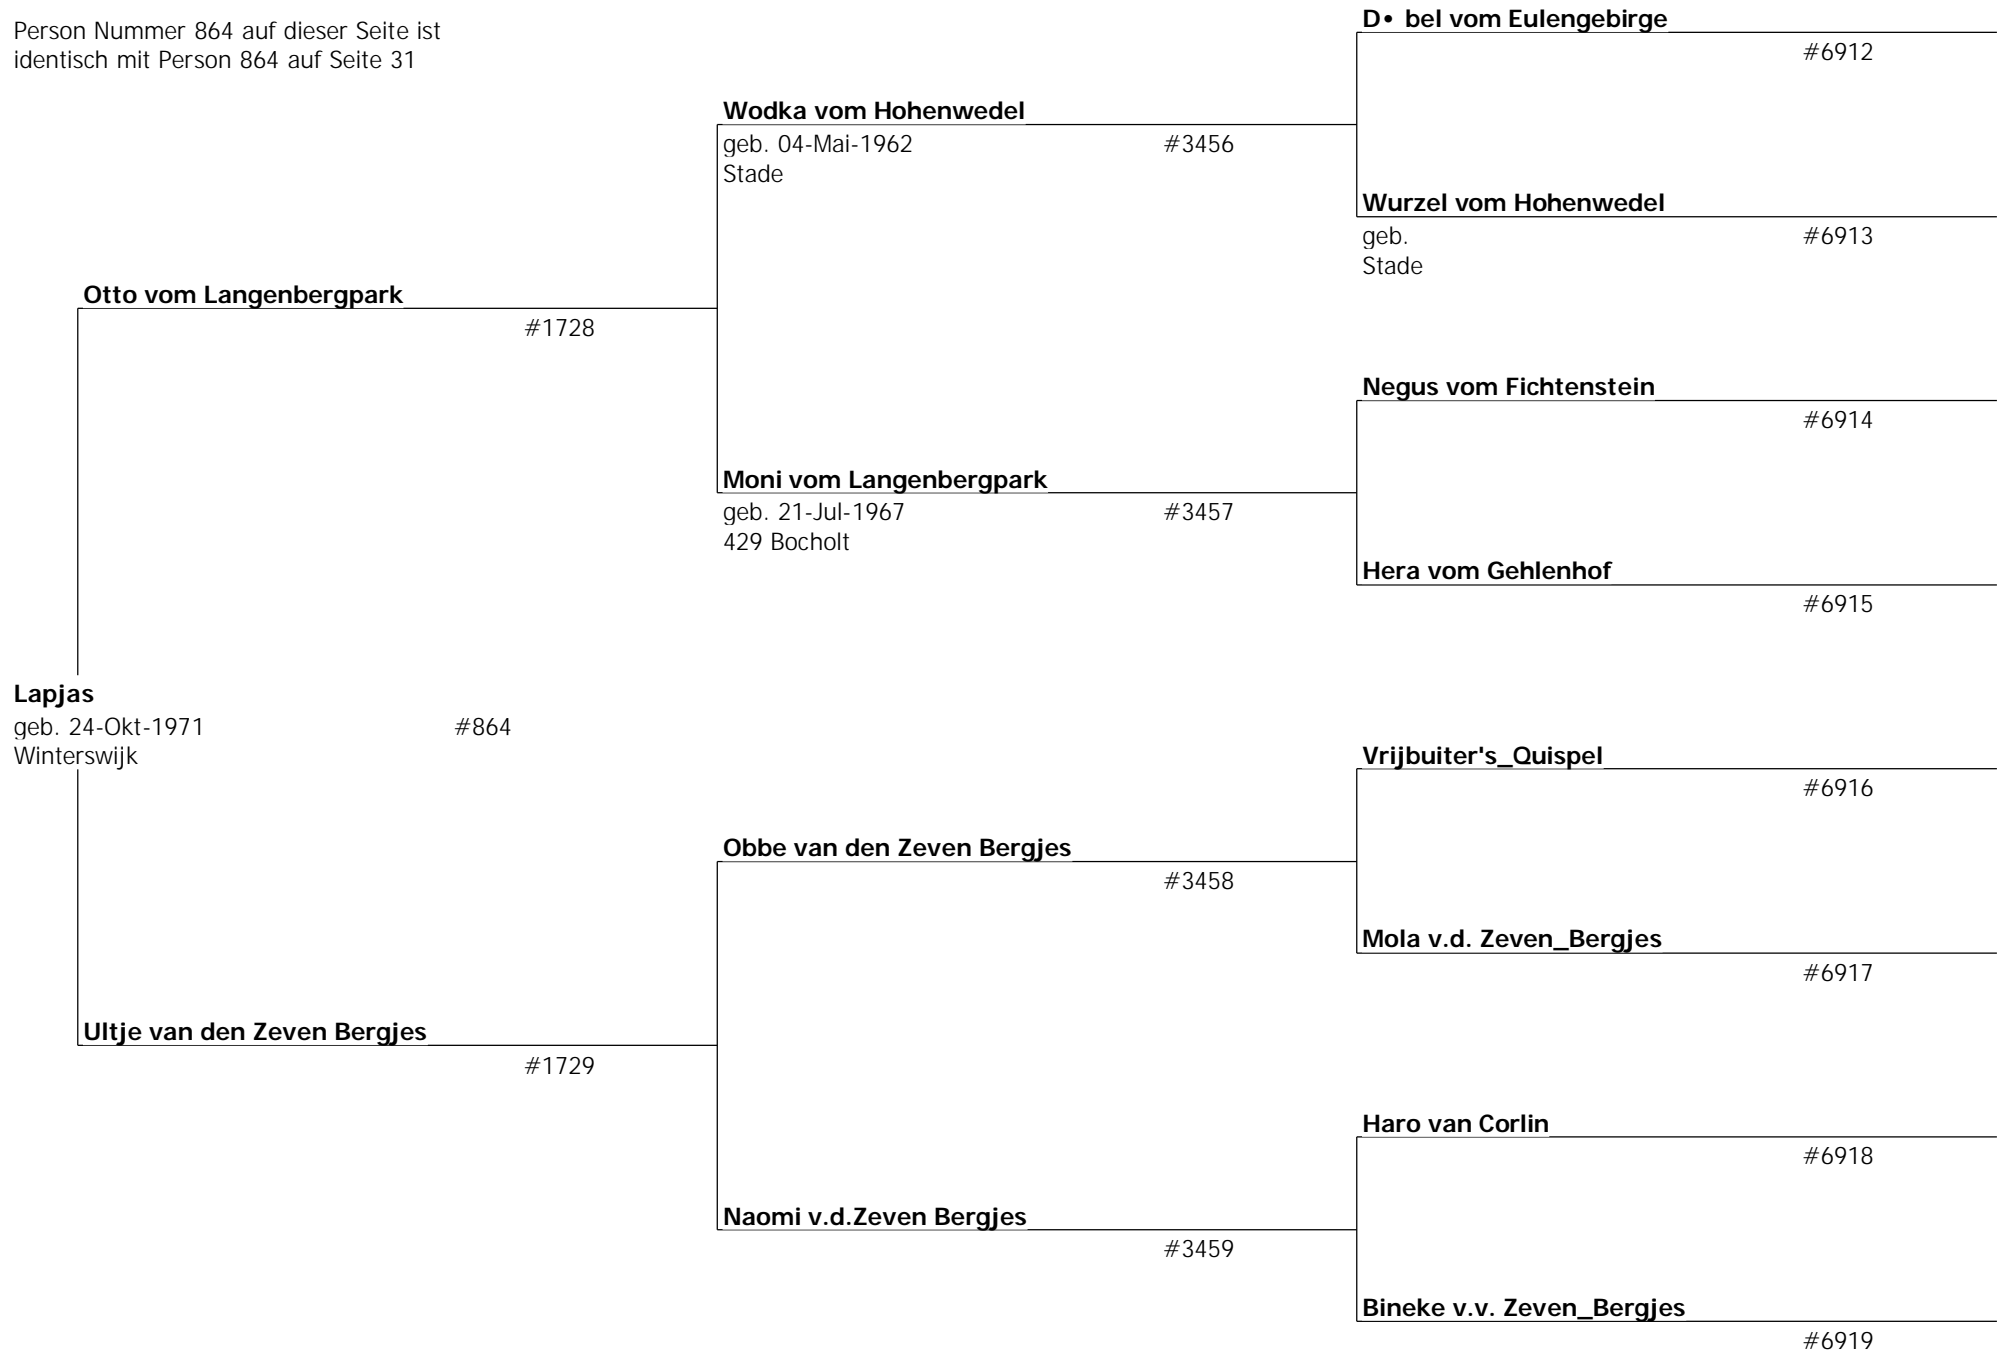 Person Nummer 864 auf dieser Seite ist
identisch mit Person 864 auf Seite 31
D• bel vom Eulengebirge
#6912
Wodka vom Hohenwedel
geb. 04-Mai-1962 #3456
Stade
Wurzel vom Hohenwedel
geb. #6913
Stade
Otto vom Langenbergpark
#1728
Negus vom Fichtenstein
#6914
Moni vom Langenbergpark
geb. 21-Jul-1967 #3457
429 Bocholt
Hera vom Gehlenhof
#6915
Lapjas
geb. 24-Okt-1971 #864
Winterswijk
Vrijbuiter's_Quispel
#6916
Obbe van den Zeven Bergjes
#3458
Mola v.d. Zeven_Bergjes
#6917
Ultje van den Zeven Bergjes
#1729
Haro van Corlin
#6918
Naomi v.d.Zeven Bergjes
#3459
Bineke v.v. Zeven_Bergjes
#6919